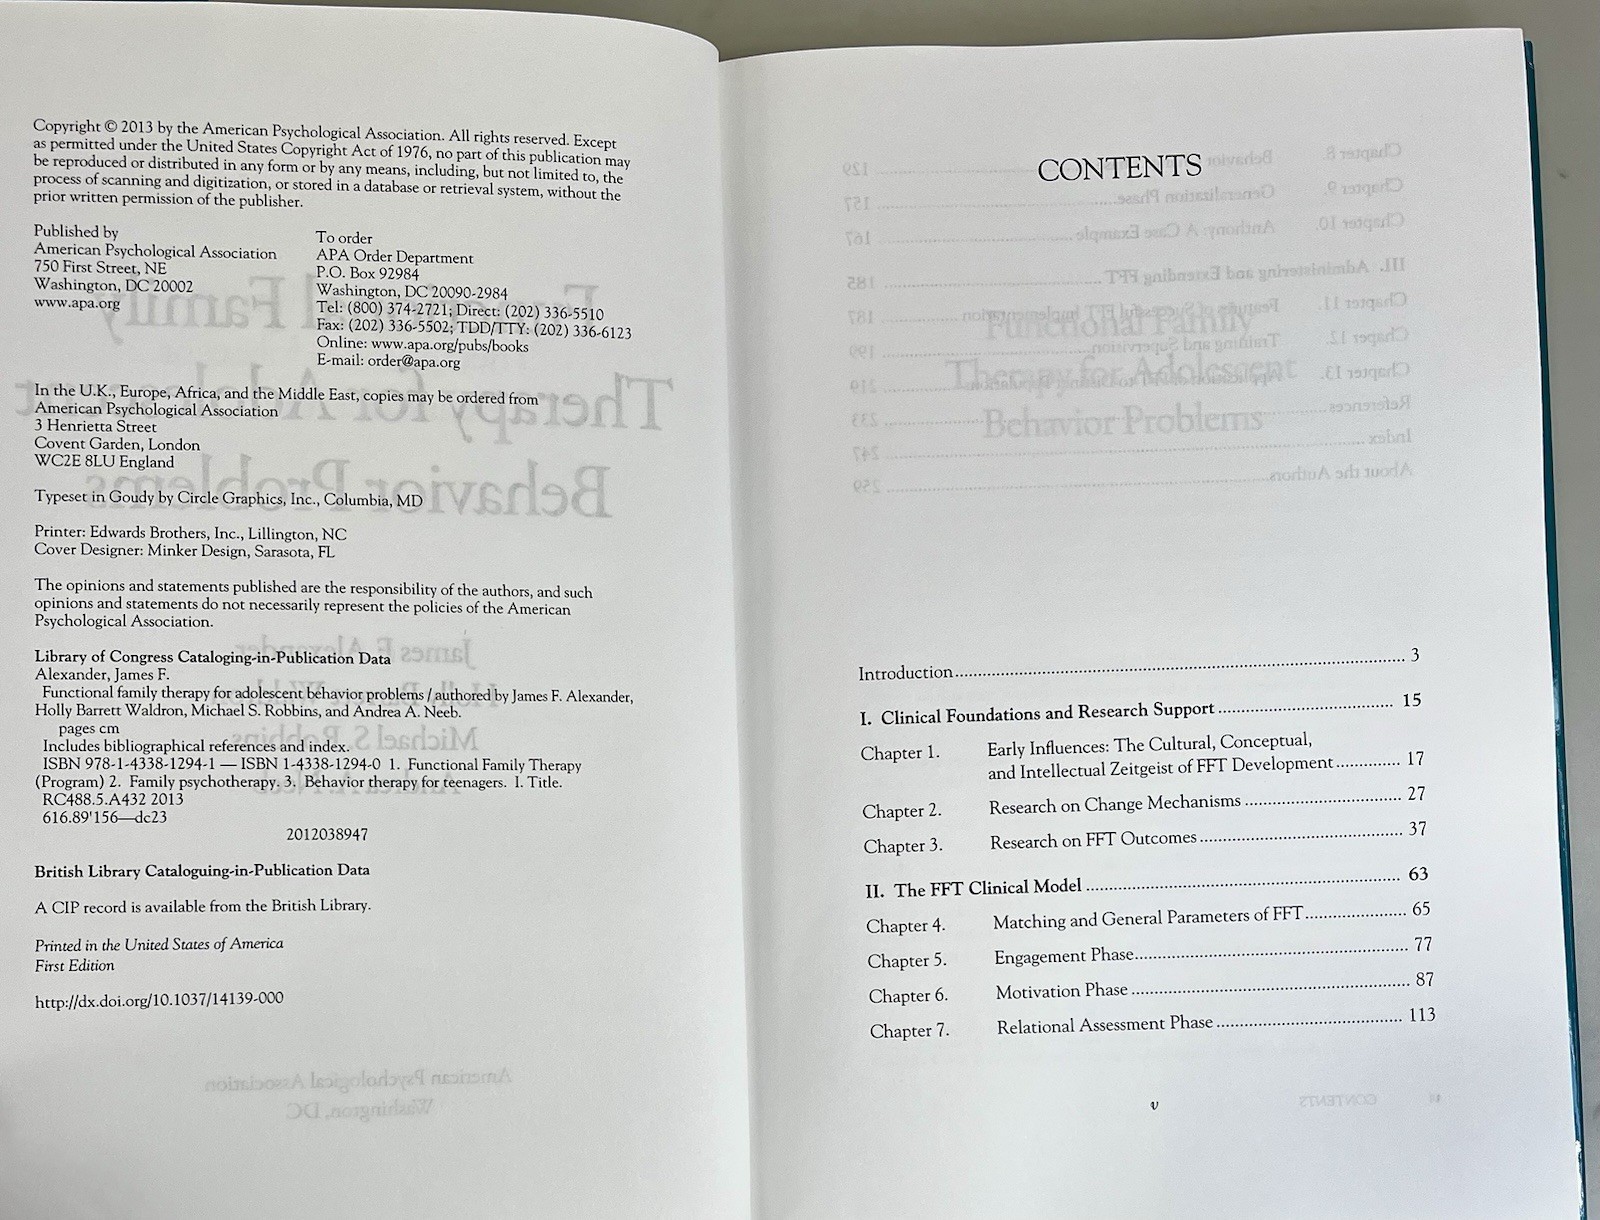 Copyright © 2013 by the American Psychological Association. All rights reserved. Except
as permitted under the United States Copyright Act of 1976, no part of this publication may
be reproduced or distributed in any form or by any means, including, but not limited to, the
process of scanning and digitization, or stored in a database or retrieval system, without the
prior written permission of the publisher.
Published by
American Psychological Association
750 First Street, NE
Washington, DC 20002
www.apa.org
To order
APA Order Department
P.O. Box 92984
Washington, DC 20090-2984
Tel: (800) 374-2721; Direct: (202) 336-5510
Fax: (202) 336-5502; TDD/TTY: (202) 336-6123
Online: www.apa.org/pubs/books
E-mail: order@apa.org
In the U.K., Europe, Africa, and the Middle East, copies may be ordered from
American Psychological Association
3 Henrietta Street
Covent Garden, London
WC2E 8LU England
Typeset in Goudy by Circle Graphics, Inc., Columbia, MD
Printer: Edwards Brothers, Inc., Lillington, NC
Cover Designer: Minker Design, Sarasota, FL
The opinions and statements published are the responsibility of the authors, and such
opinions and statements do not necessarily represent the policies of the American
Psychological Association.
Library of Congress Cataloging-in-Publication Data
Alexander, James F.
Functional family therapy for adolescent behavior problems / authored by James F. Alexander,
Holly Barrett Waldron, Michael S. Robbins, and Andrea A. Neeb.
pages cm
Includes bibliographical references and index.
ISBN 978-1-4338-1294-1 — ISBN 1-4338-1294-0 1. Functional Family Therapy
(Program) 2. Family psychotherapy. 3. Behavior therapy for teenagers. I. Title.
RC488.5.A432 2013
616.89'156—dc23
2012038947
British Library Cataloguing-in-Publication Data
A CIP record is available from the British Library.
Printed in the United States of America
First Edition
http://dx.doi.org/10.1037/14139-000
CONTENTS
Functional Family
Therapy for Adolescent
Behavior Problems
Introduction.......... 3
I. Clinical Foundations and Research Support.......... 15
Chapter 1. Early Influences: The Cultural, Conceptual,
and Intellectual Zeitgeist of FFT Development.......... 17
Chapter 2. Research on Change Mechanisms.......... 27
Chapter 3. Research on FFT Outcomes.......... 37
II. The FFT Clinical Model.......... 63
Chapter 4. Matching and General Parameters of FFT.......... 65
Chapter 5. Engagement Phase.......... 77
Chapter 6. Motivation Phase.......... 87
Chapter 7. Relational Assessment Phase.......... 113
v